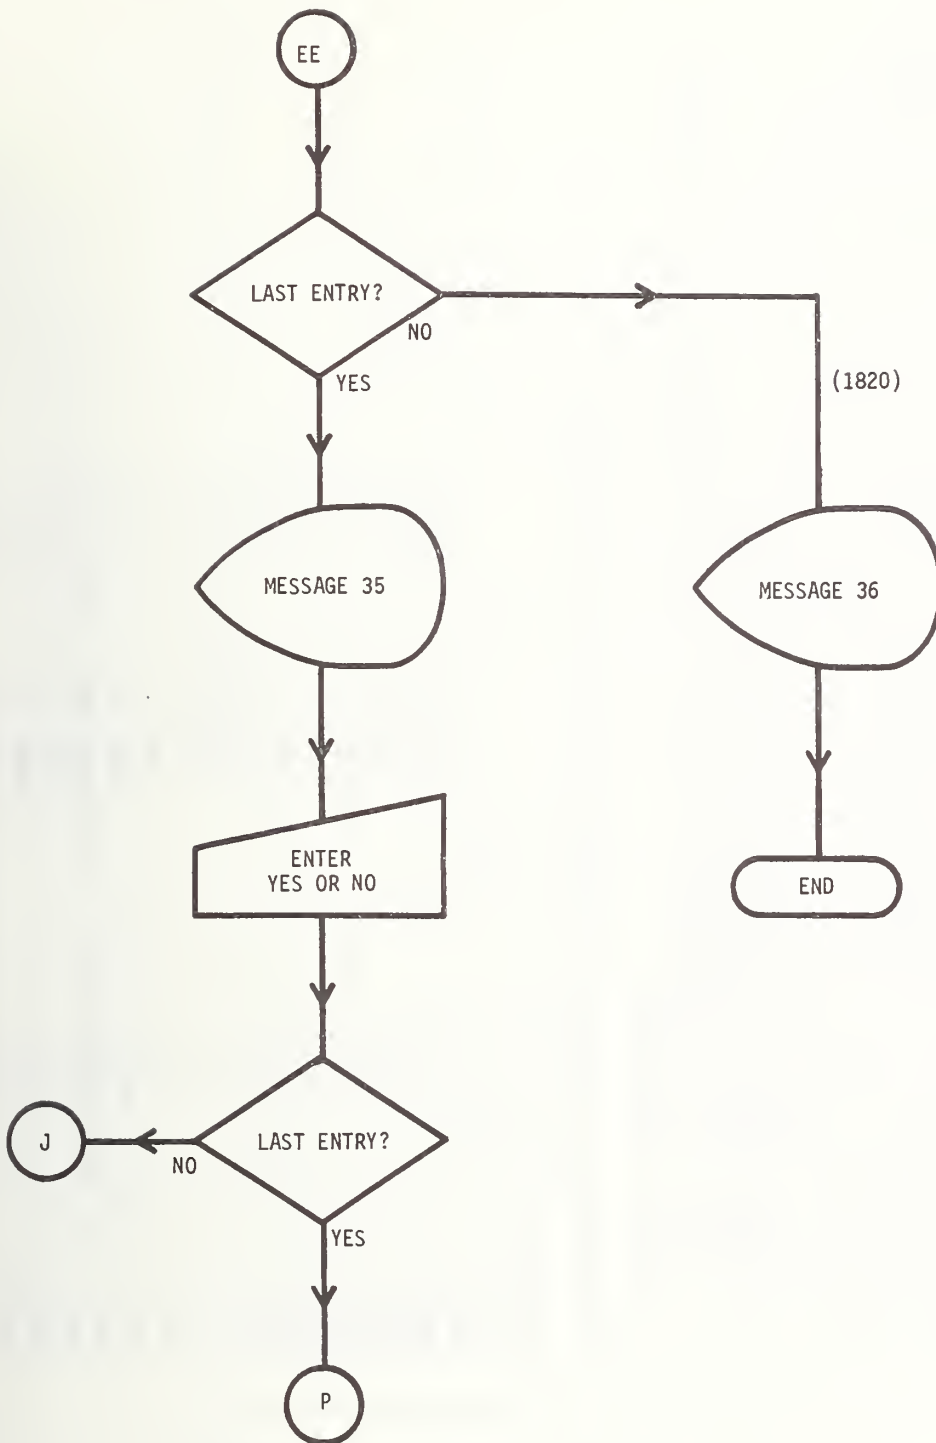 EE
LAST ENTRY?
NO
YES
(1820)
MESSAGE 35
MESSAGE 36
ENTER
YES OR NO
END
LAST ENTRY?
J
NO
YES
P